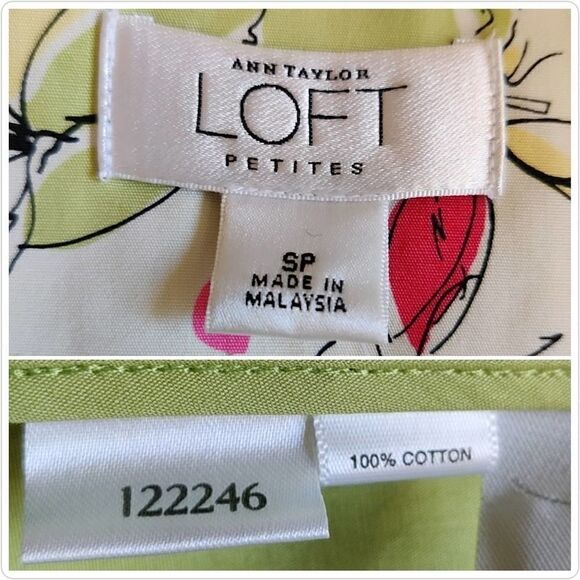 ANN TAYLOR
LOFT
PETITES
SP
MADE IN
MALAYSIA
122246
100% COTTON